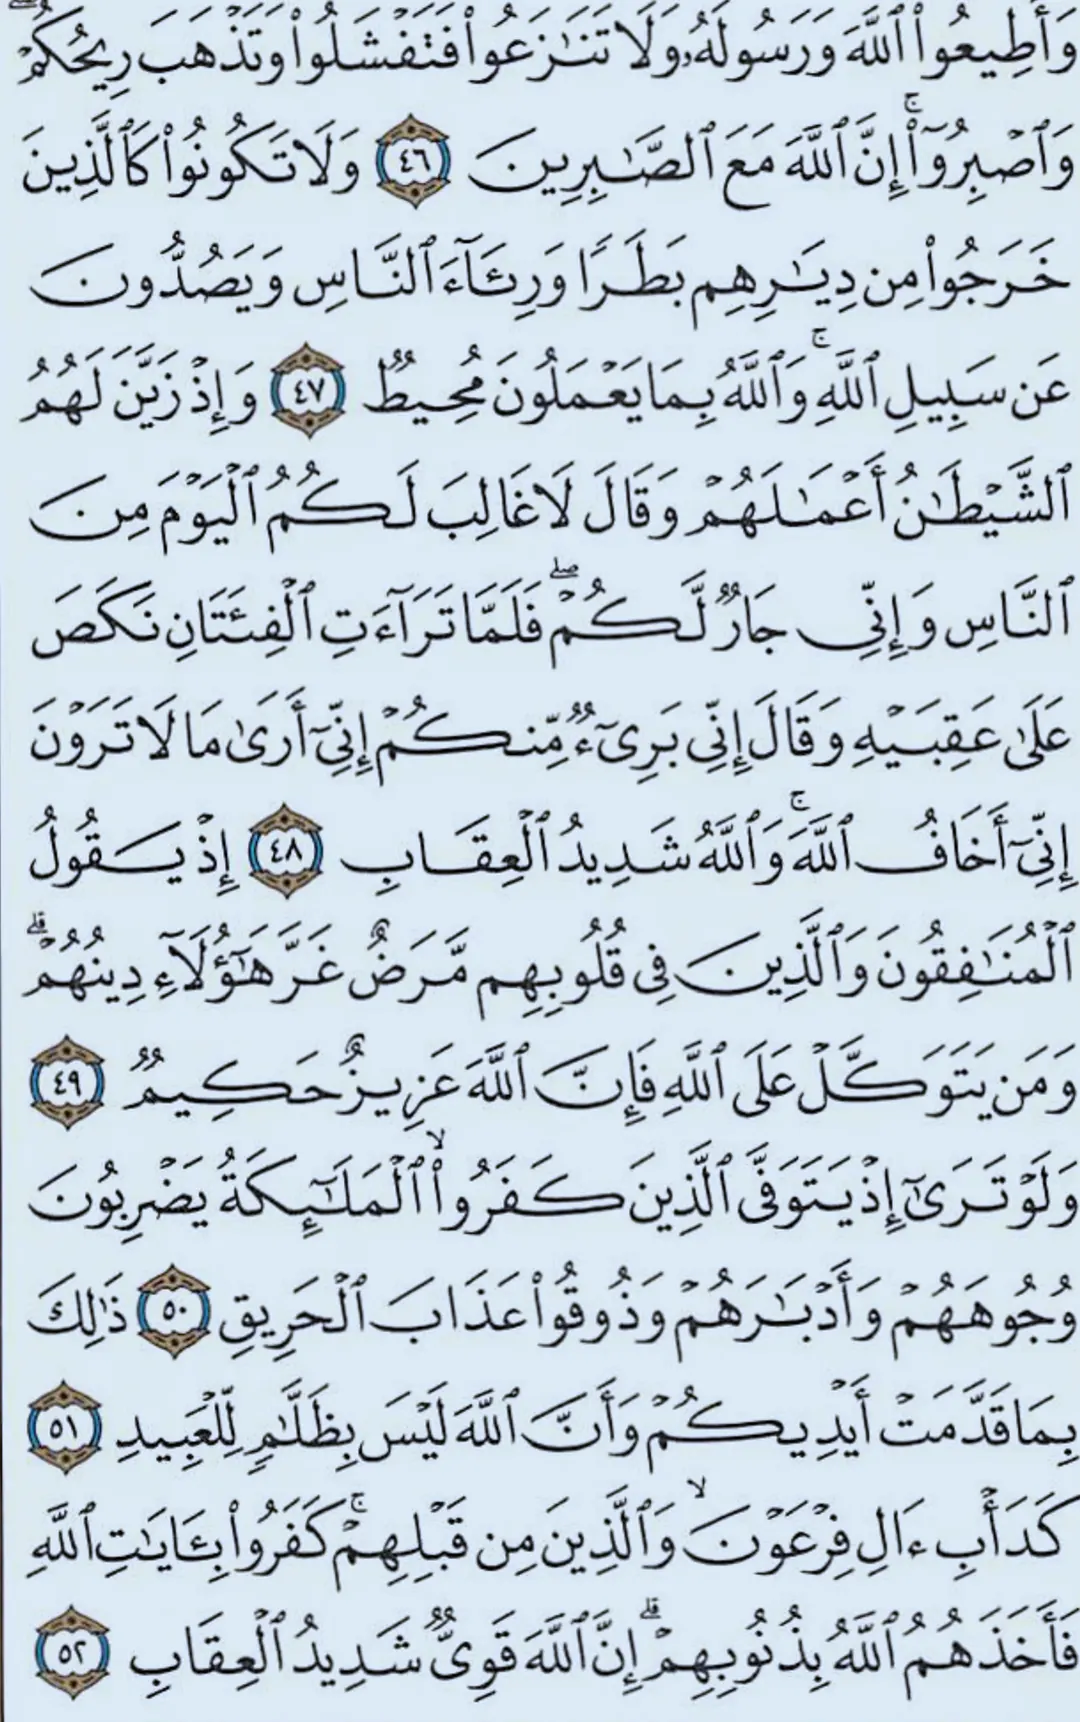 وَأَطِيعُوا۟ ٱللَّهَ وَرَسُولَهُۥ وَلَا تَنَـٰزَعُوا۟ فَتَفْشَلُوا۟ وَتَذْهَبَ رِيحُكُمْ ۖ
وَٱصْبِرُوٓا۟ ۚ إِنَّ ٱللَّهَ مَعَ ٱلصَّـٰبِرِينَ ٤٦ وَلَا تَكُونُوا۟ كَٱلَّذِينَ
خَرَجُوا۟ مِن دِيَـٰرِهِم بَطَرًا وَرِئَآءَ ٱلنَّاسِ وَيَصُدُّونَ
عَن سَبِيلِ ٱللَّهِ ۚ وَٱللَّهُ بِمَا يَعْمَلُونَ مُحِيطٌ ٤٧ وَإِذْ زَيَّنَ لَهُمُ
ٱلشَّيْطَـٰنُ أَعْمَـٰلَهُمْ وَقَالَ لَا غَالِبَ لَكُمُ ٱلْيَوْمَ مِنَ
ٱلنَّاسِ وَإِنِّى جَارٌ لَّكُمْ ۖ فَلَمَّا تَرَآءَتِ ٱلْفِئَتَانِ نَكَصَ
عَلَىٰ عَقِبَيْهِ وَقَالَ إِنِّى بَرِىٓءٌ مِّنكُمْ إِنِّىٓ أَرَىٰ مَا لَا تَرَوْنَ
إِنِّىٓ أَخَافُ ٱللَّهَ ۚ وَٱللَّهُ شَدِيدُ ٱلْعِقَابِ ٤٨ إِذْ يَقُولُ
ٱلْمُنَـٰفِقُونَ وَٱلَّذِينَ فِى قُلُوبِهِم مَّرَضٌ غَرَّ هَـٰٓؤُلَآءِ دِينُهُمْ ۗ
وَمَن يَتَوَكَّلْ عَلَى ٱللَّهِ فَإِنَّ ٱللَّهَ عَزِيزٌ حَكِيمٌ ٤٩
وَلَوْ تَرَىٰٓ إِذْ يَتَوَفَّى ٱلَّذِينَ كَفَرُوا۟ ۙ ٱلْمَلَـٰٓئِكَةُ يَضْرِبُونَ
وُجُوهَهُمْ وَأَدْبَـٰرَهُمْ وَذُوقُوا۟ عَذَابَ ٱلْحَرِيقِ ٥٠ ذَٰلِكَ
بِمَا قَدَّمَتْ أَيْدِيكُمْ وَأَنَّ ٱللَّهَ لَيْسَ بِظَلَّـٰمٍ لِّلْعَبِيدِ ٥١
كَدَأْبِ ءَالِ فِرْعَوْنَ ۙ وَٱلَّذِينَ مِن قَبْلِهِمْ ۚ كَفَرُوا۟ بِـَٔايَـٰتِ ٱللَّهِ
فَأَخَذَهُمُ ٱللَّهُ بِذُنُوبِهِمْ ۗ إِنَّ ٱللَّهَ قَوِىٌّ شَدِيدُ ٱلْعِقَابِ ٥٢